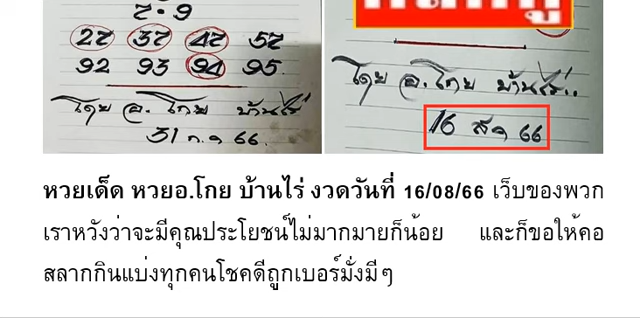 2 - 6
27 37 47 57
92 93 94 95
โดย อ. โกย บ้านไร่
31 ก.ค 66.
โดย อ. โกย บ้านไร่..
16 สค 66
หวยเด็ด หวยอ.โกย บ้านไร่ งวดวันที่ 16/08/66 เว็บของพวก
เราหวังว่าจะมีคุณประโยชน์ไม่มากมายก็น้อย และก็ขอให้คอ
สลากกินแบ่งทุกคนโชคดีถูกเบอร์มั่งมีๆ